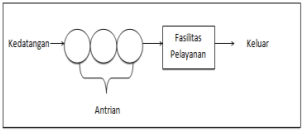 Kedatangan
Fasilitas
Pelayanan
Keluar
Antrian